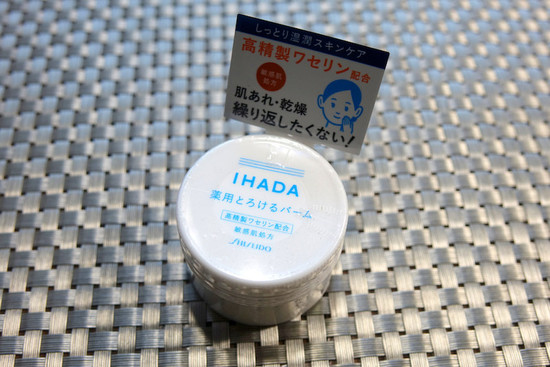 しっとり湿潤スキンケア
高精製ワセリン配合
敏感肌
処方
肌あれ・乾燥
繰り返したくない!
IHADA
薬用とろけるバーム
高精製ワセリン配合
敏感肌処方
SHISEIDO